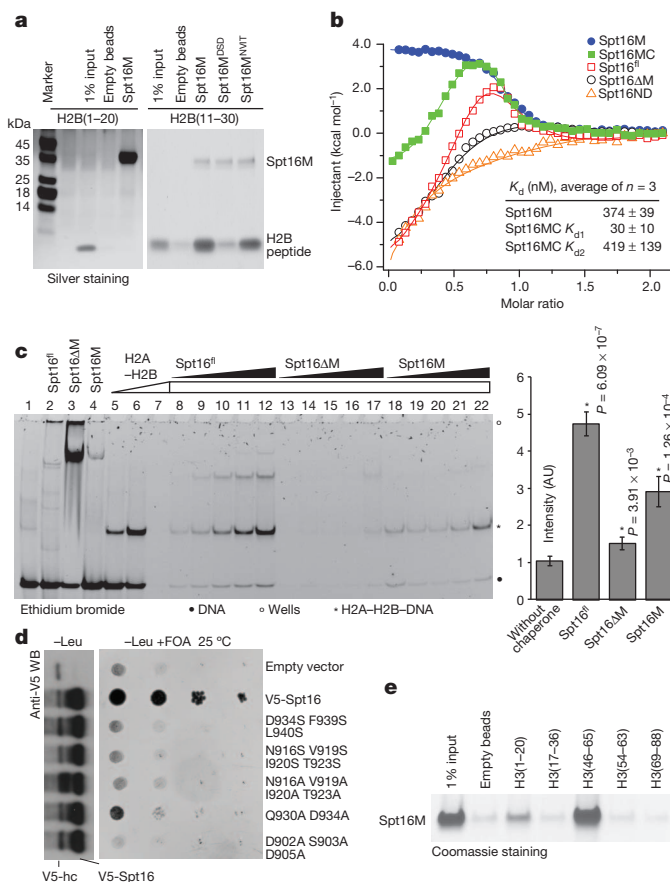 a
Marker
1% input
Empty beads
Spt16M
1% input
Empty beads
Spt16M
Spt16M^DSD
Spt16M^NVIT
H2B(1–20)
H2B(11–30)
kDa
45
35
25
18
14
Spt16M
H2B
peptide
Silver staining
b
Spt16M
Spt16MC
Spt16^fl
Spt16ΔM
Spt16ND
4.0
2.0
0.0
−2.0
−4.0
−6.0
Injectant (kcal mol⁻¹)
K_d (nM), average of n = 3
Spt16M 374 ± 39
Spt16MC K_d1 30 ± 10
Spt16MC K_d2 419 ± 139
0.0 0.5 1.0 1.5 2.0
Molar ratio
c
Spt16^fl
Spt16ΔM
Spt16M
H2A
–H2B
Spt16^fl
Spt16ΔM
Spt16M
1 2 3 4 5 6 7 8 9 10 11 12 13 14 15 16 17 18 19 20 21 22
*
Ethidium bromide
• DNA
○ Wells
* H2A–H2B–DNA
6
5
4
3
2
1
0
Intensity (AU)
*
P = 6.09 × 10⁻⁷
*
P = 3.91 × 10⁻³
*
P = 1.26 × 10⁻⁴
Without
chaperone
Spt16^fl
Spt16ΔM
Spt16M
d
–Leu
–Leu +FOA 25 °C
Anti-V5 WB
Empty vector
V5-Spt16
D934S F939S
L940S
N916S V919S
I920S T923S
N916A V919A
I920A T923A
Q930A D934A
D902A S903A
D905A
V5-hc
V5-Spt16
e
1% input
Empty beads
H3(1–20)
H3(17–36)
H3(46–65)
H3(54–63)
H3(69–88)
Spt16M
Coomassie staining